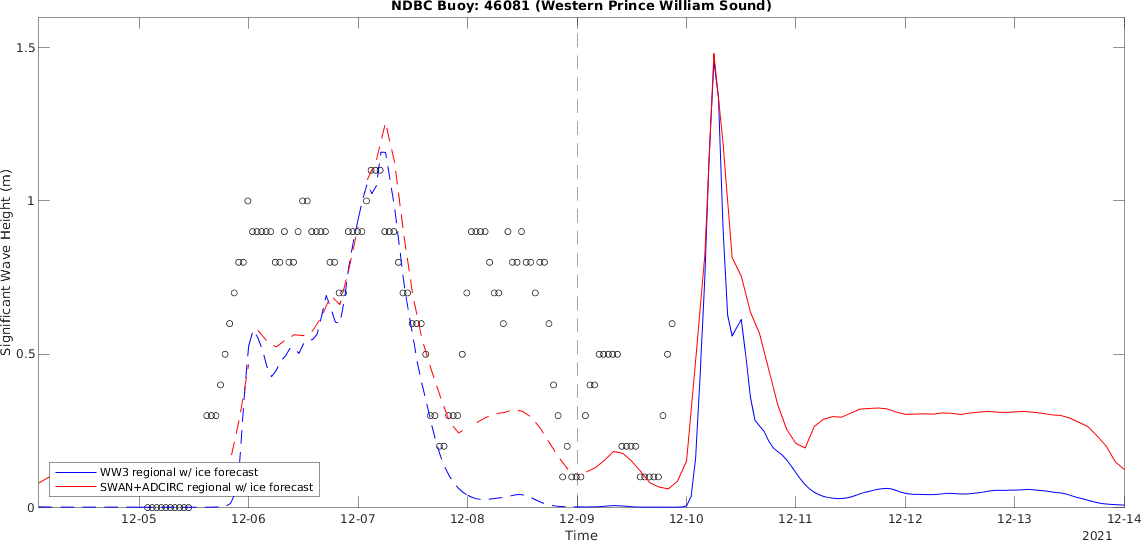 NDBC Buoy: 46081 (Western Prince William Sound)
Significant Wave Height (m)
1.5
1
0.5
0
WW3 regional w/ ice forecast
SWAN+ADCIRC regional w/ ice forecast
12-05 12-06 12-07 12-08 12-09 12-10 12-11 12-12 12-13 12-14
Time
2021